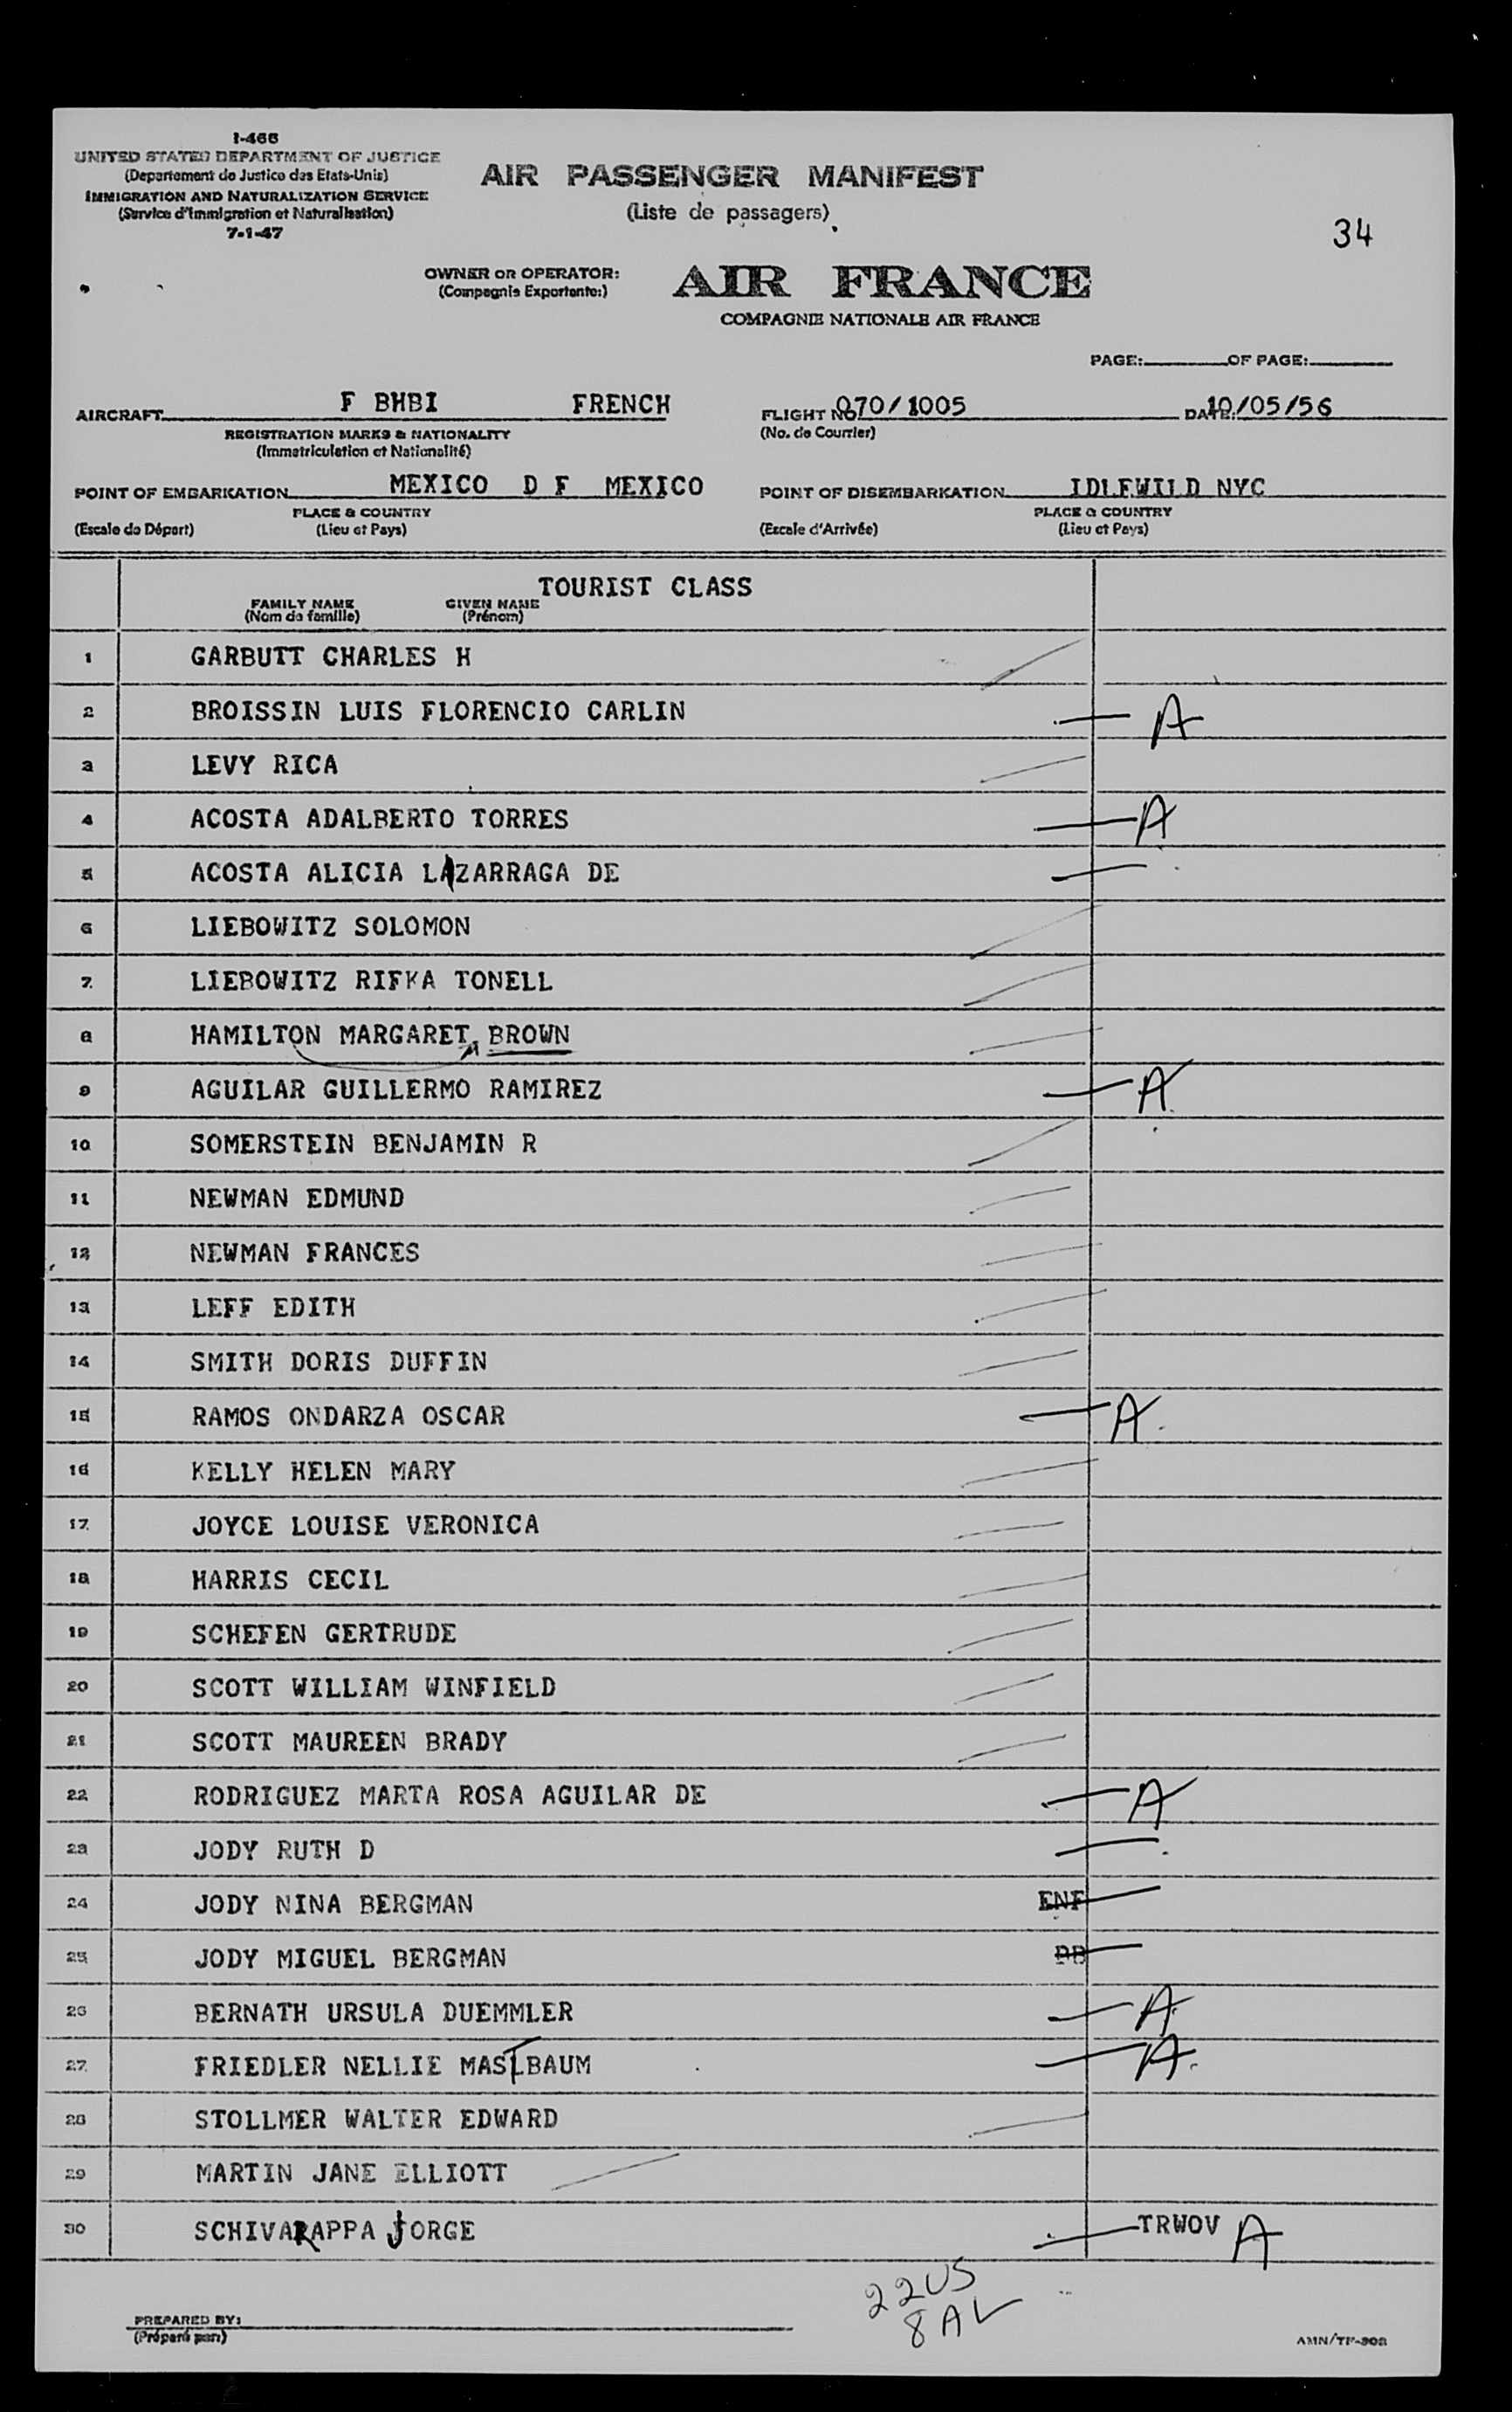 I-466
UNITED STATES DEPARTMENT OF JUSTICE
(Departement de Justice des Etats-Unis)
IMMIGRATION AND NATURALIZATION SERVICE
(Service d'Immigration et Naturalisation)
7-1-47
AIR PASSENGER MANIFEST
(Liste de passagers)
34
OWNER OR OPERATOR: AIR FRANCE
(Compagnie Exportante:)
COMPAGNIE NATIONALE AIR FRANCE
PAGE: OF PAGE:
AIRCRAFT F BHBI FRENCH FLIGHT NO 070/1005 DATE: 10/05/56
REGISTRATION MARKS & NATIONALITY (No. de Courrier)
(Immatriculation et Nationalité)
POINT OF EMBARKATION MEXICO D F MEXICO POINT OF DISEMBARKATION IDLEWILD NYC
PLACE & COUNTRY PLACE & COUNTRY
(Escale de Départ) (Lieu et Pays) (Escale d'Arrivée) (Lieu et Pays)
TOURIST CLASS
FAMILY NAME GIVEN NAME
(Nom de famille) (Prénom)
1 GARBUTT CHARLES H
2 BROISSIN LUIS FLORENCIO CARLIN A
3 LEVY RICA
4 ACOSTA ADALBERTO TORRES A
5 ACOSTA ALICIA LAZARRAGA DE
6 LIEBOWITZ SOLOMON
7 LIEBOWITZ RIFKA TONELL
8 HAMILTON MARGARET M BROWN
9 AGUILAR GUILLERMO RAMIREZ A
10 SOMERSTEIN BENJAMIN R
11 NEWMAN EDMUND
12 NEWMAN FRANCES
13 LEFF EDITH
14 SMITH DORIS DUFFIN
15 RAMOS ONDARZA OSCAR A
16 KELLY HELEN MARY
17 JOYCE LOUISE VERONICA
18 HARRIS CECIL
19 SCHEFEN GERTRUDE
20 SCOTT WILLIAM WINFIELD
21 SCOTT MAUREEN BRADY
22 RODRIGUEZ MARTA ROSA AGUILAR DE A
23 JODY RUTH D
24 JODY NINA BERGMAN ENF
25 JODY MIGUEL BERGMAN BB
26 BERNATH URSULA DUEMMLER A
27 FRIEDLER NELLIE MASTBAUM A
28 STOLLMER WALTER EDWARD
29 MARTIN JANE ELLIOTT
30 SCHIVARAPPA JORGE TRWOV A
22 US
8 AL
PREPARED BY:
(Préparé par:)